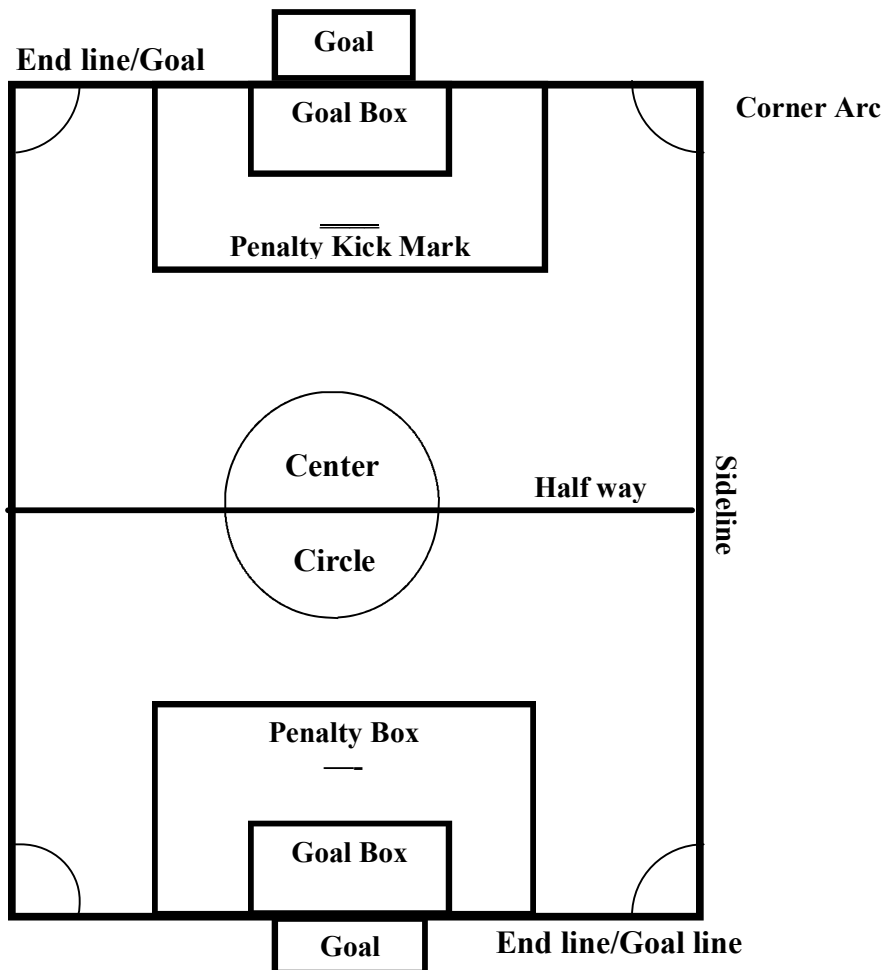 Goal
End line/Goal
Goal Box
Corner Arc
Penalty Kick Mark
Center
Half way
Sideline
Circle
Penalty Box
Goal Box
Goal
End line/Goal line